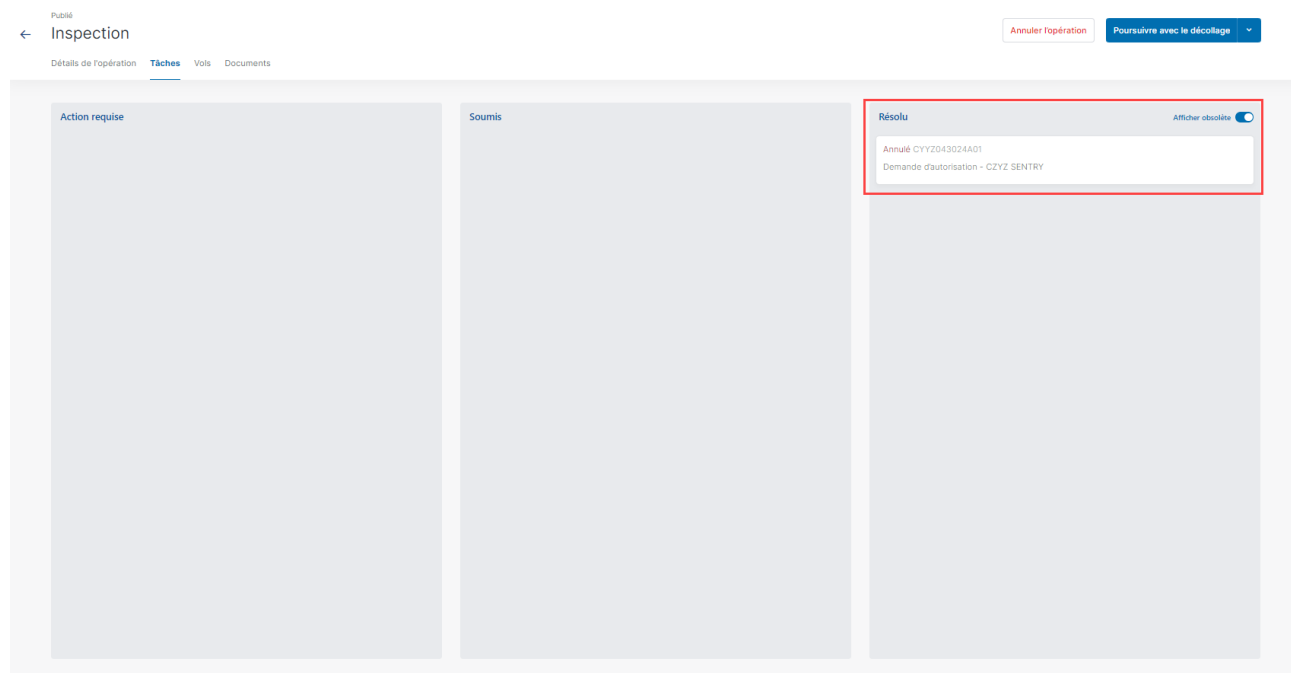 Publié
Inspection
Annuler l'opération
Poursuivre avec le décollage
Détails de l'opération Tâches Vols Documents
Action requise
Soumis
Résolu
Afficher obsolète
Annulé CYYZ043024A01
Demande d'autorisation - CZYZ SENTRY